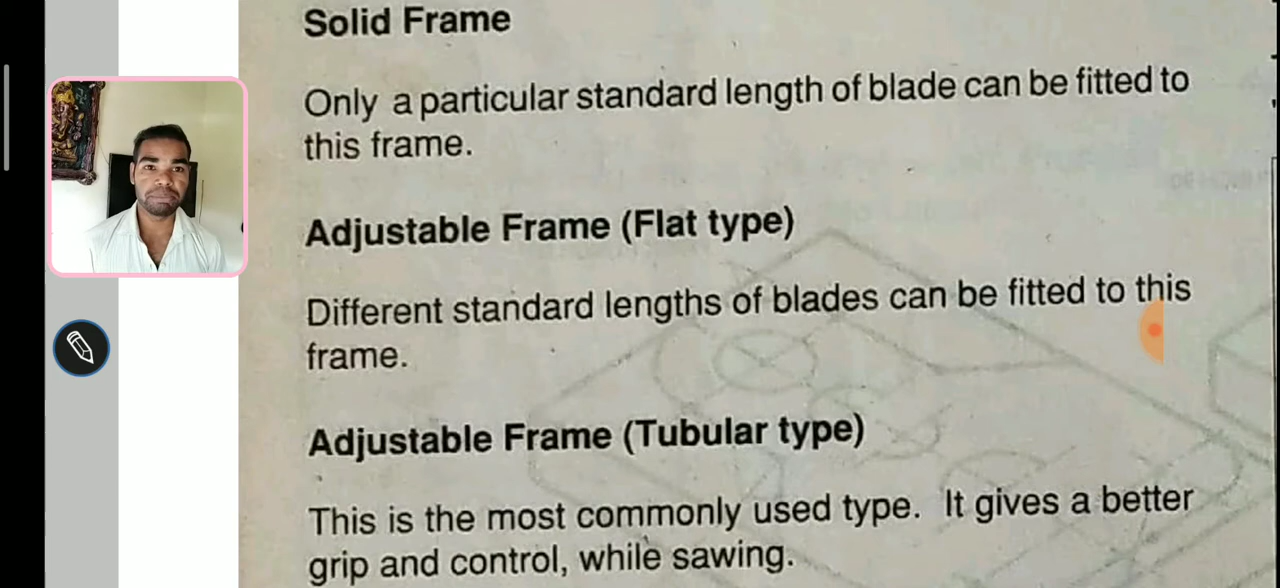 Solid Frame
Only a particular standard length of blade can be fitted to
this frame.
Adjustable Frame (Flat type)
Different standard lengths of blades can be fitted to this
frame.
Adjustable Frame (Tubular type)
This is the most commonly used type. It gives a better
grip and control, while sawing.